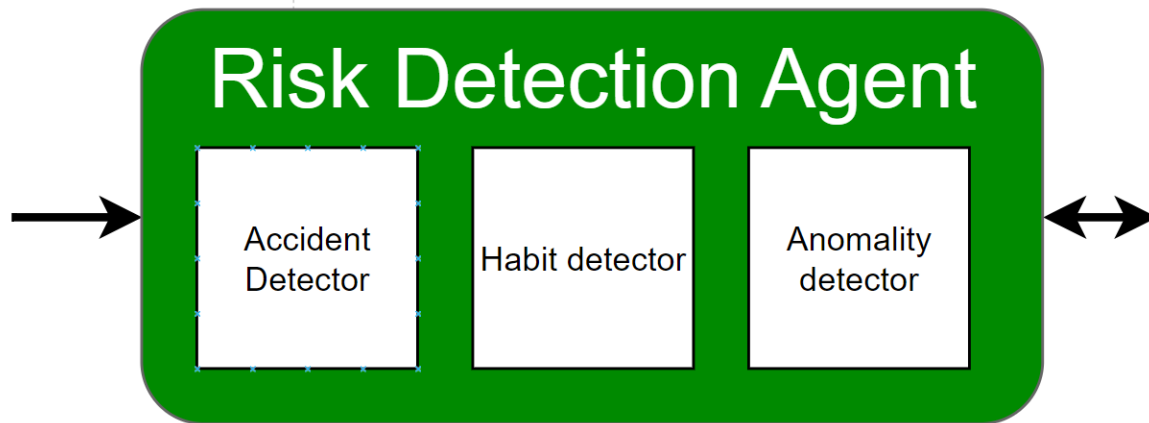 Risk Detection Agent
Accident
Detector
Habit detector
Anomality
detector